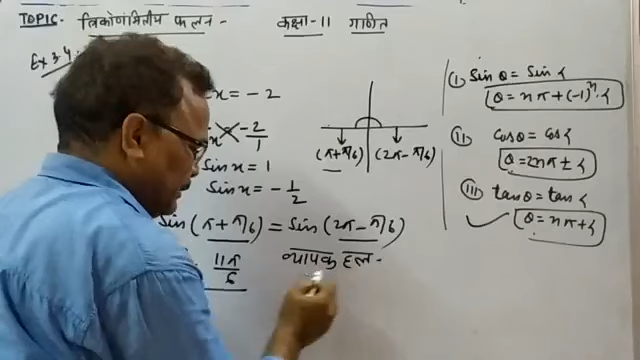 TOPIC- त्रिकोणमितीय फलन - कक्षा-11 गणित
Ex 3.4:
x = -2
x -2/1
Sin x = 1
Sin x = -1/2
(π+π/6) (2π-π/6)
Sin (π+π/6) = Sin (2π-π/6)
11π/6 व्यापक हल -
(I) Sin θ = Sin α
θ = nπ+(-1)ⁿ.α
(II) Cos θ = Cos α
θ = 2nπ ± α
(III) tan θ = tan α
θ = nπ + α